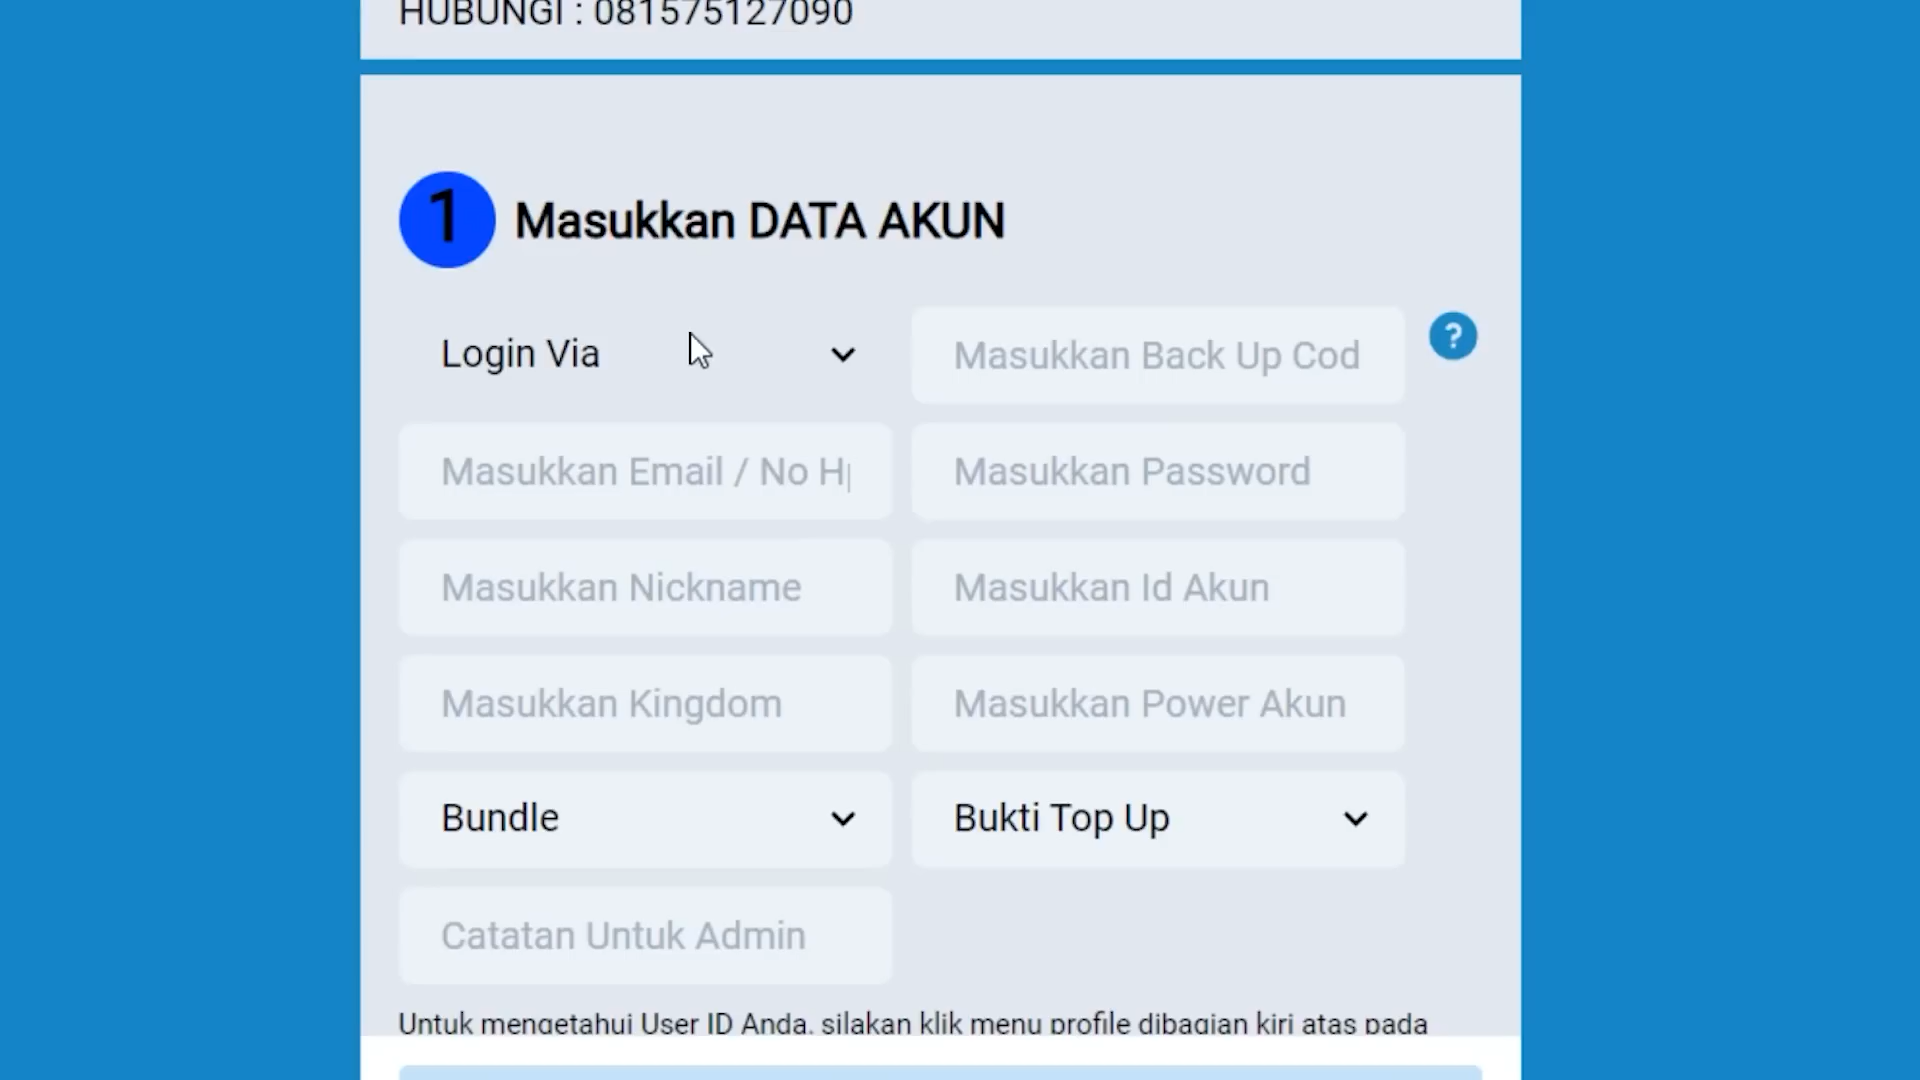 HUBUNGI : 081575127090
1 Masukkan DATA AKUN
Login Via
Masukkan Back Up Cod
?
Masukkan Email / No H
Masukkan Password
Masukkan Nickname
Masukkan Id Akun
Masukkan Kingdom
Masukkan Power Akun
Bundle
Bukti Top Up
Catatan Untuk Admin
Untuk mengetahui User ID Anda, silakan klik menu profile dibagian kiri atas pada